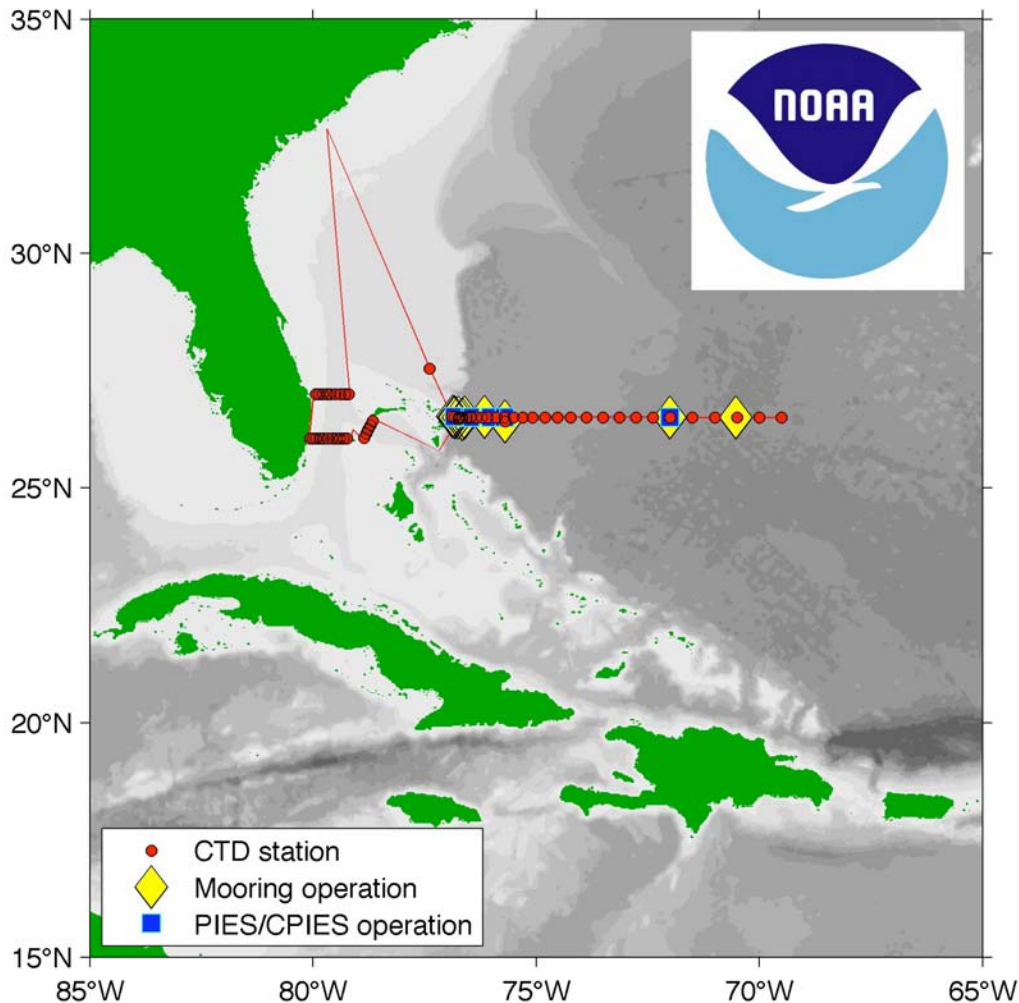 35°N
NOAA
30°N
25°N
20°N
CTD station
Mooring operation
PIES/CPIES operation
15°N
85°W 80°W 75°W 70°W 65°W